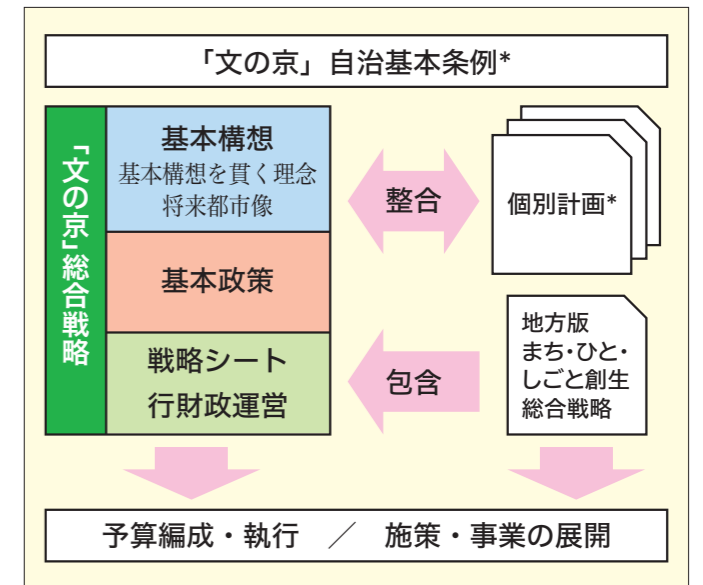 「文の京」自治基本条例*
「文の京」総合戦略
基本構想
基本構想を貫く理念
将来都市像
基本政策
戦略シート
行財政運営
整合
個別計画*
包含
地方版
まち・ひと・
しごと創生
総合戦略
予算編成・執行 ／ 施策・事業の展開